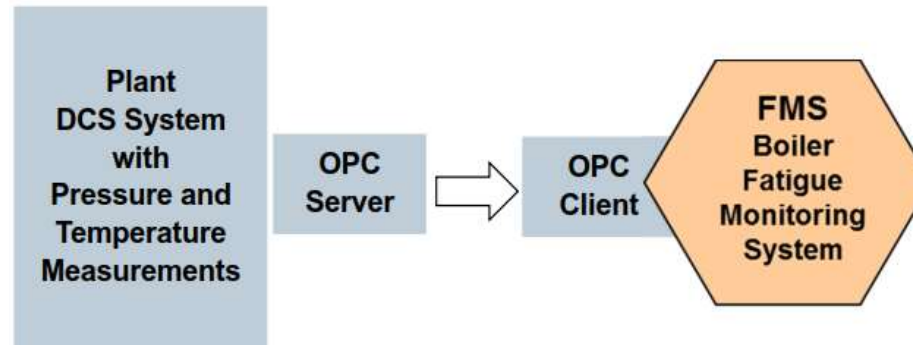 Plant
DCS System
with
Pressure and
Temperature
Measurements
OPC
Server
OPC
Client
FMS
Boiler
Fatigue
Monitoring
System